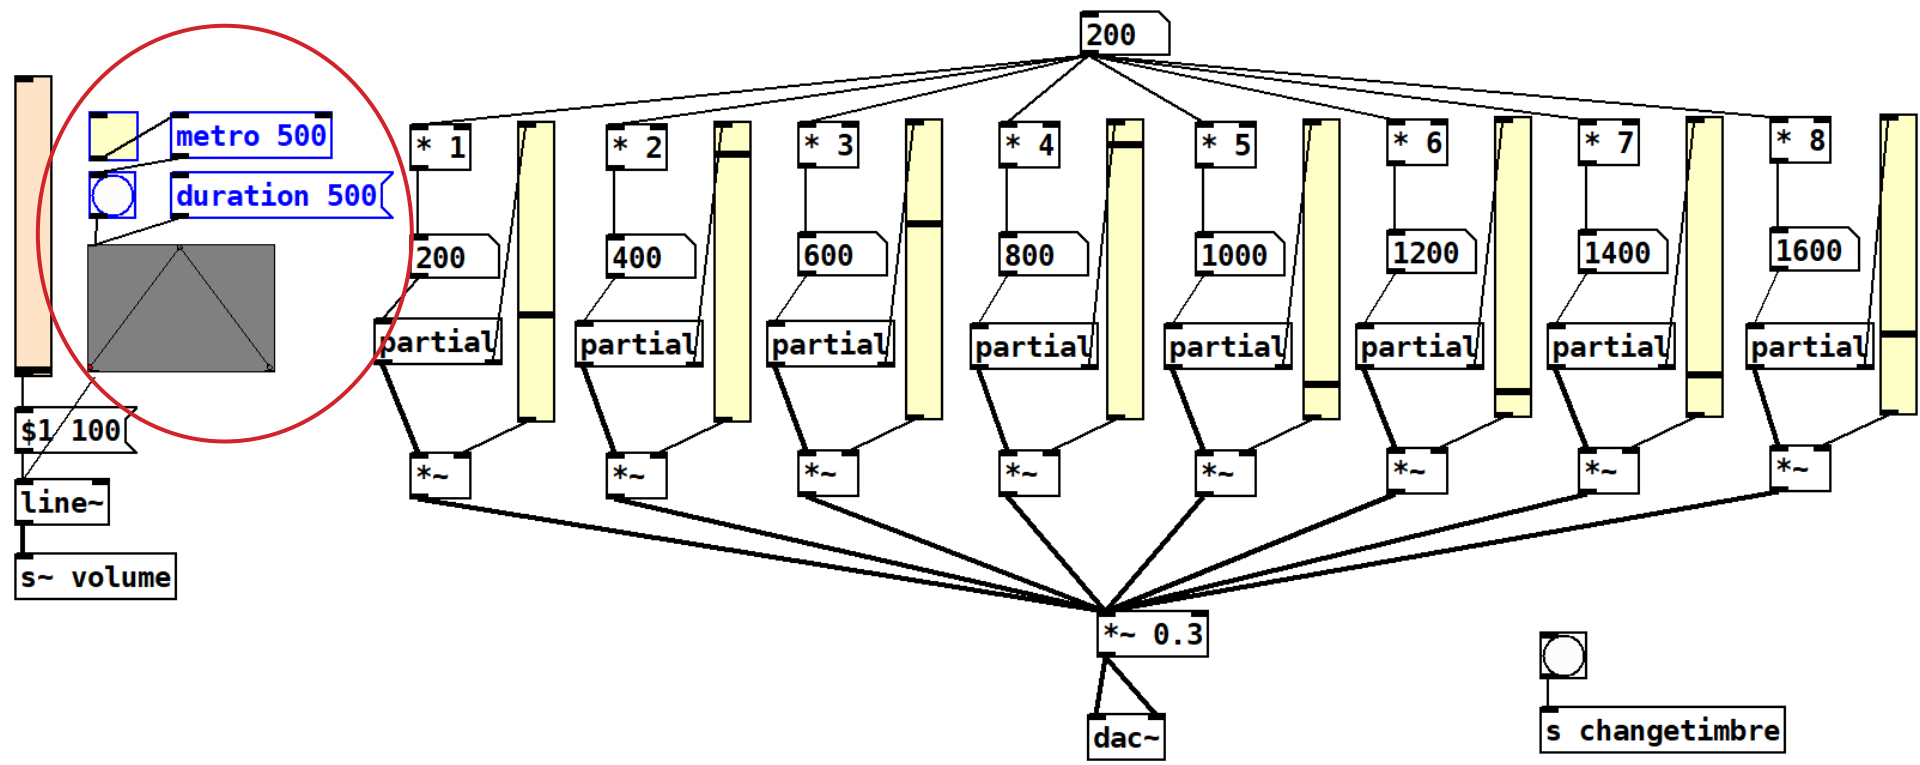 200
metro 500
duration 500
* 1
* 2
* 3
* 4
* 5
* 6
* 7
* 8
200
400
600
800
1000
1200
1400
1600
partial
partial
partial
partial
partial
partial
partial
partial
$1 100
*~
*~
*~
*~
*~
*~
*~
*~
line~
s~ volume
*~ 0.3
dac~
s changetimbre